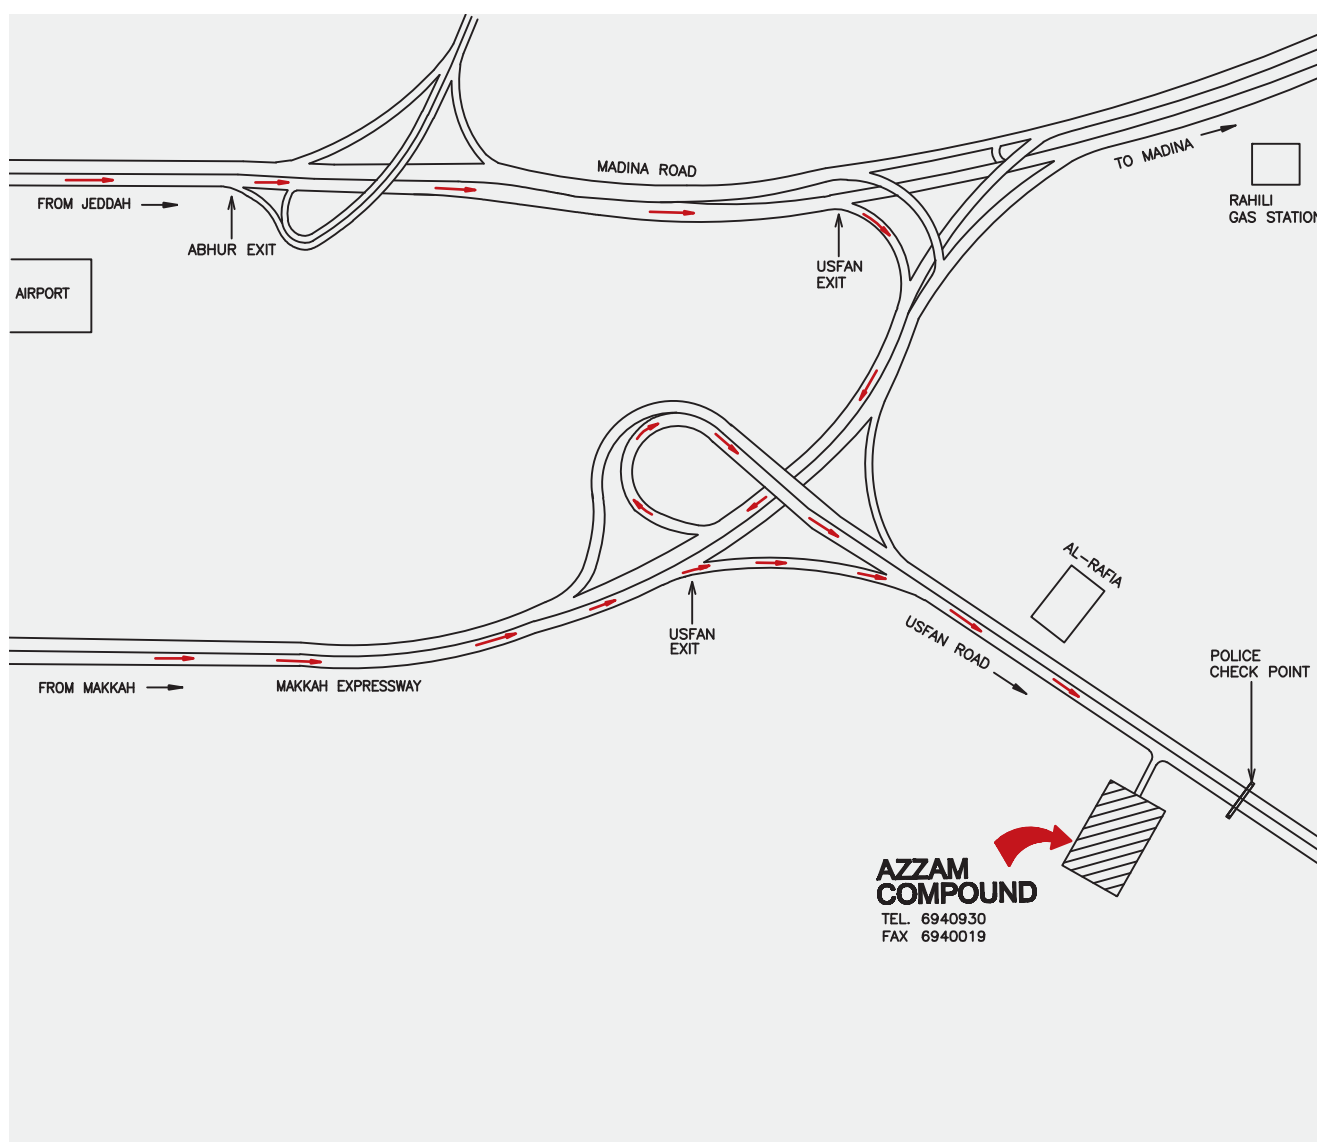 MADINA ROAD
TO MADINA
RAHILI
GAS STATION
FROM JEDDAH
ABHUR EXIT
USFAN
EXIT
AIRPORT
AL-RAFIA
USFAN
EXIT
USFAN ROAD
POLICE
CHECK POINT
FROM MAKKAH
MAKKAH EXPRESSWAY
AZZAM
COMPOUND
TEL. 6940930
FAX 6940019